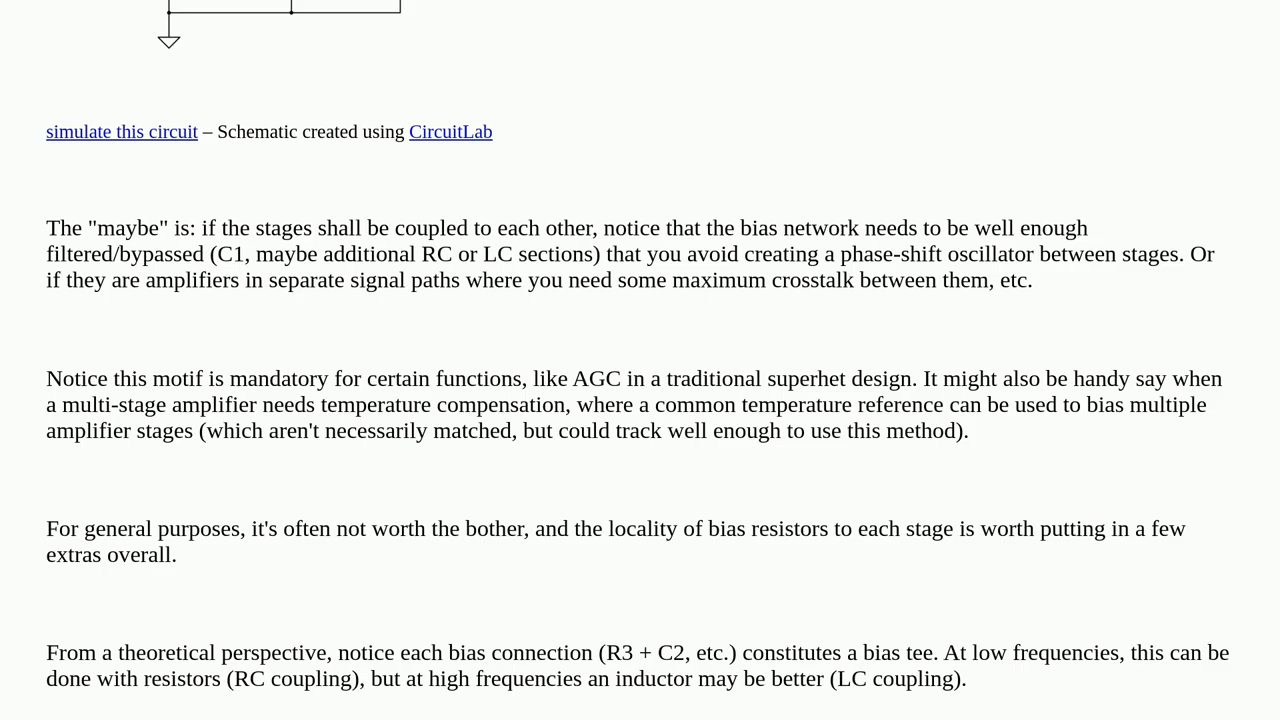 simulate this circuit – Schematic created using CircuitLab
The "maybe" is: if the stages shall be coupled to each other, notice that the bias network needs to be well enough
filtered/bypassed (C1, maybe additional RC or LC sections) that you avoid creating a phase-shift oscillator between stages. Or
if they are amplifiers in separate signal paths where you need some maximum crosstalk between them, etc.
Notice this motif is mandatory for certain functions, like AGC in a traditional superhet design. It might also be handy say when
a multi-stage amplifier needs temperature compensation, where a common temperature reference can be used to bias multiple
amplifier stages (which aren't necessarily matched, but could track well enough to use this method).
For general purposes, it's often not worth the bother, and the locality of bias resistors to each stage is worth putting in a few
extras overall.
From a theoretical perspective, notice each bias connection (R3 + C2, etc.) constitutes a bias tee. At low frequencies, this can be
done with resistors (RC coupling), but at high frequencies an inductor may be better (LC coupling).